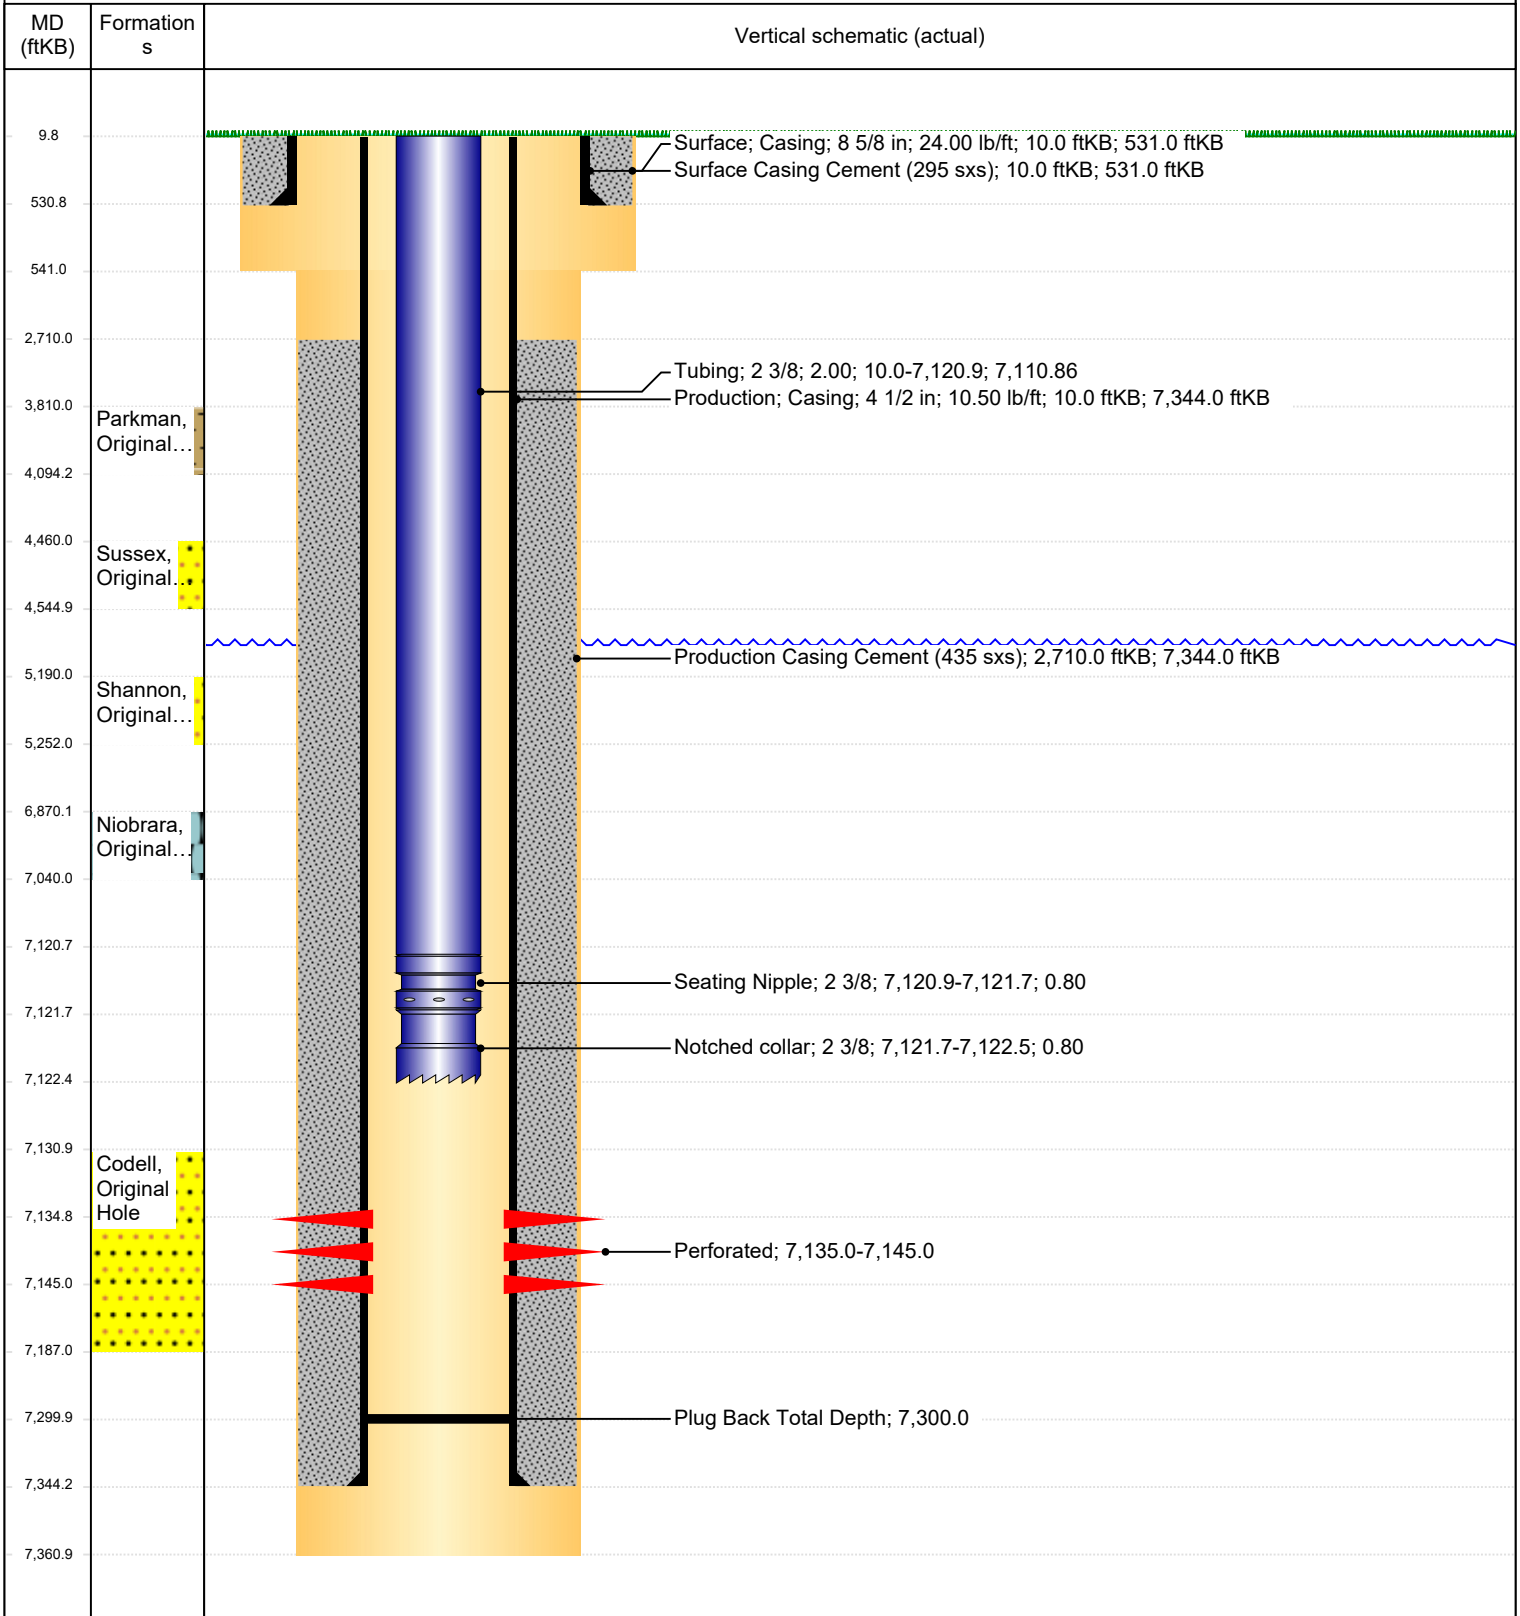 MD
(ftKB)
Formation
s
Vertical schematic (actual)
9.8
Surface; Casing; 8 5/8 in; 24.00 lb/ft; 10.0 ftKB; 531.0 ftKB
Surface Casing Cement (295 sxs); 10.0 ftKB; 531.0 ftKB
530.8
541.0
2,710.0
Tubing; 2 3/8; 2.00; 10.0-7,120.9; 7,110.86
Production; Casing; 4 1/2 in; 10.50 lb/ft; 10.0 ftKB; 7,344.0 ftKB
3,810.0
Parkman,
Original...
4,094.2
4,460.0
Sussex,
Original...
4,544.9
Production Casing Cement (435 sxs); 2,710.0 ftKB; 7,344.0 ftKB
5,190.0
Shannon,
Original...
5,252.0
6,870.1
Niobrara,
Original...
7,040.0
7,120.7
Seating Nipple; 2 3/8; 7,120.9-7,121.7; 0.80
7,121.7
Notched collar; 2 3/8; 7,121.7-7,122.5; 0.80
7,122.4
7,130.9
Codell,
Original
Hole
7,134.8
Perforated; 7,135.0-7,145.0
7,145.0
7,187.0
7,299.9
Plug Back Total Depth; 7,300.0
7,344.2
7,360.9